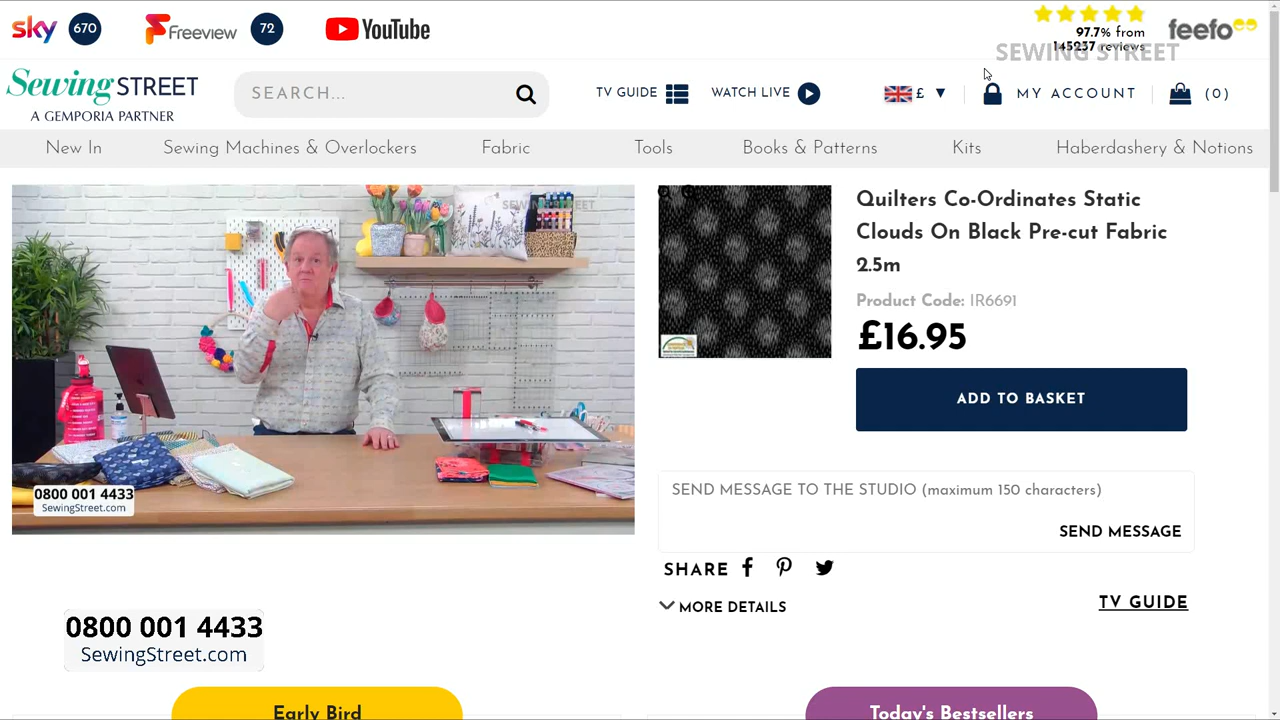 sky 670
Freeview 72
YouTube
97.7% from
145237 reviews
feefo
SEWING STREET
Sewing STREET
A GEMPORIA PARTNER
SEARCH...
TV GUIDE
WATCH LIVE
£ ▼
MY ACCOUNT
(0)
New In
Sewing Machines & Overlockers
Fabric
Tools
Books & Patterns
Kits
Haberdashery & Notions
SEWING STREET
0800 001 4433
SewingStreet.com
Quilters Co-Ordinates Static
Clouds On Black Pre-cut Fabric
2.5m
Product Code: IR6691
£16.95
ADD TO BASKET
SEND MESSAGE TO THE STUDIO (maximum 150 characters)
SEND MESSAGE
SHARE
MORE DETAILS
TV GUIDE
0800 001 4433
SewingStreet.com
Early Bird
Today's Bestsellers